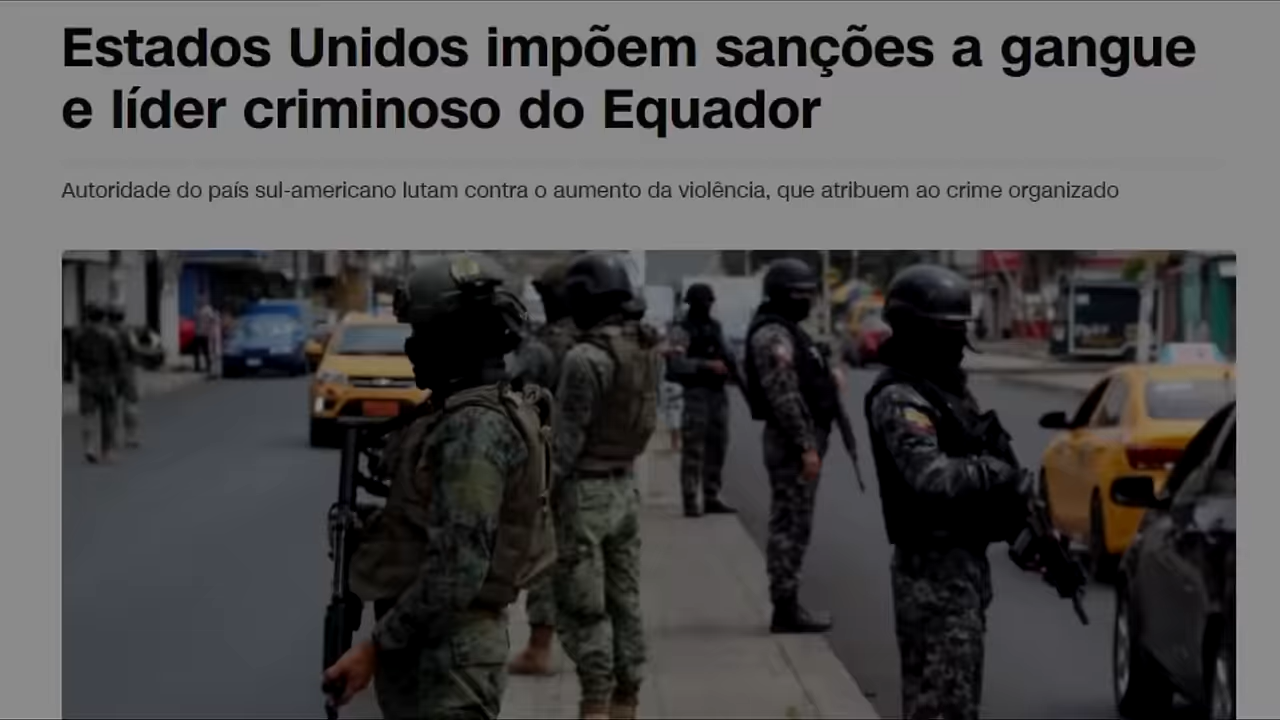 Estados Unidos impõem sanções a gangue
e líder criminoso do Equador
Autoridade do país sul-americano lutam contra o aumento da violência, que atribuem ao crime organizado